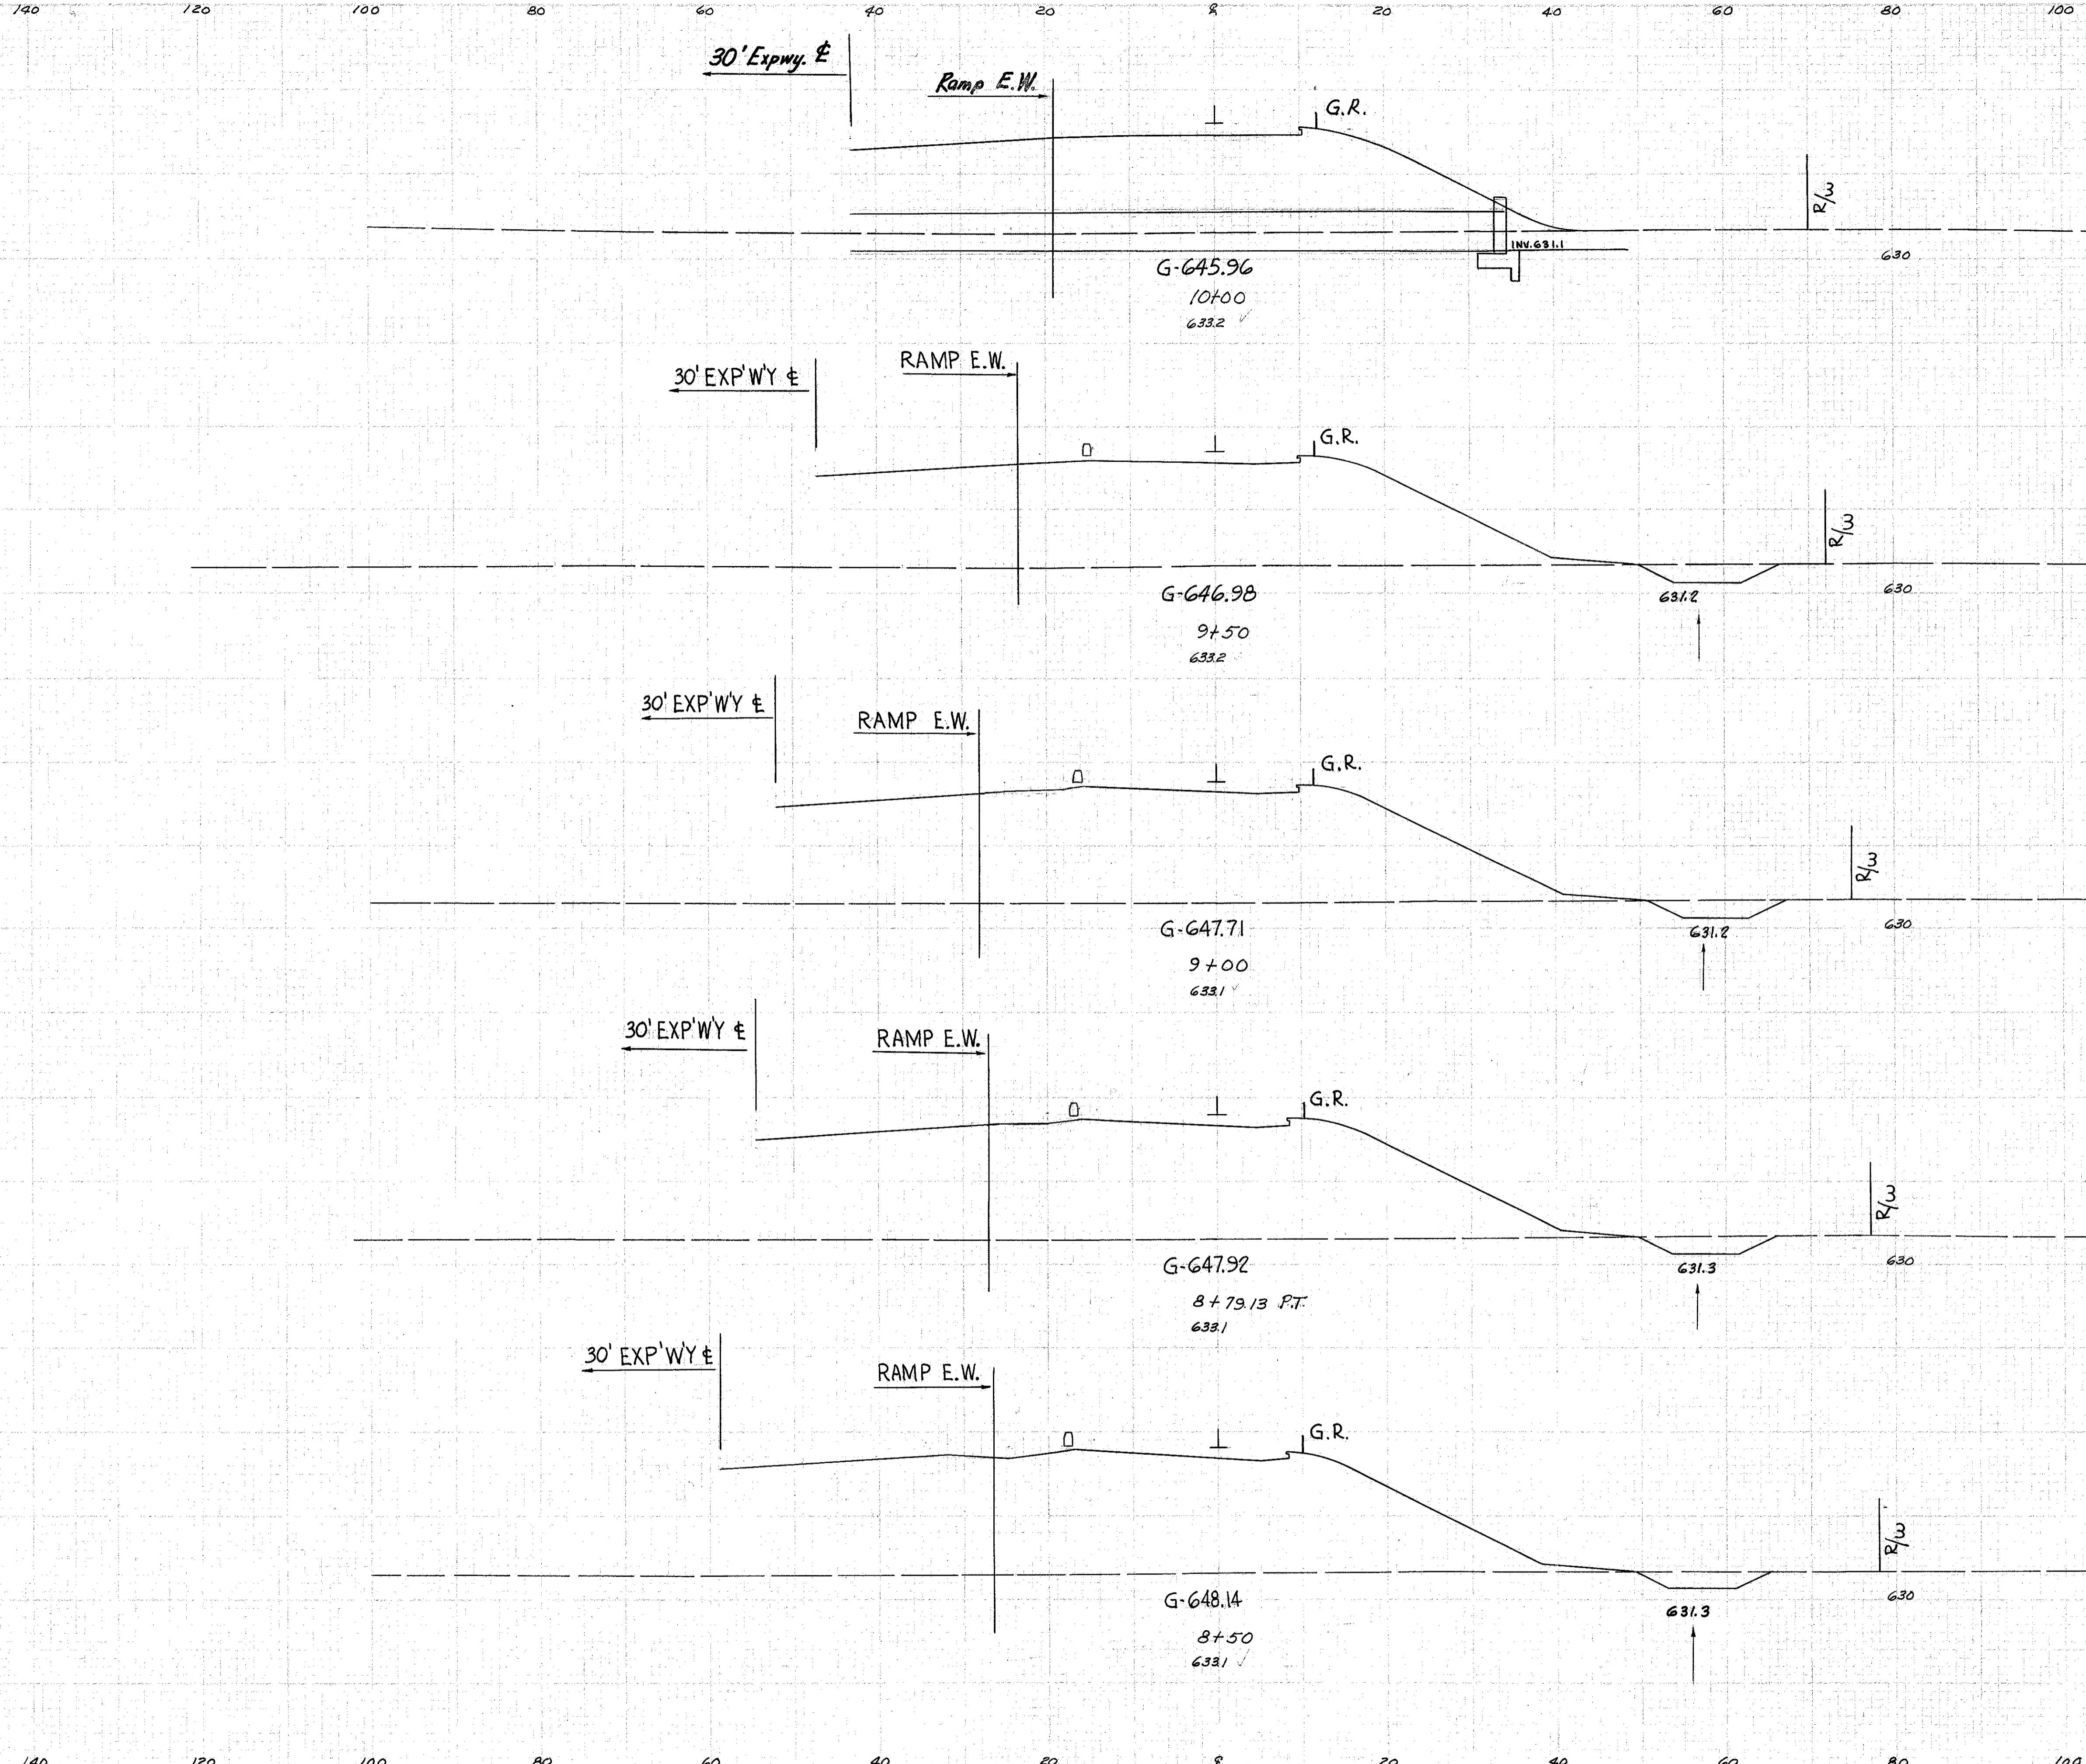 140 120 100 80 60 40 20 ℄ 20 40 60 80 100
30' Expwy. ℄
Ramp E.W.
G.R.
R/W
INV.631.1
630
G-645.96
10+00
633.2 ✓
30' EXP'W'Y ℄
RAMP E.W.
G.R.
R/W
630
G-646.98
631.2
9+50
633.2
30' EXP'W'Y ℄
RAMP E.W.
G.R.
R/W
630
G-647.71
631.2
9+00
633.1 ✓
30' EXP'W'Y ℄
RAMP E.W.
G.R.
R/W
630
G-647.92
631.3
8+79.13 P.T.
633.1
30' EXP'W'Y ℄
RAMP E.W.
G.R.
R/W
630
G-648.14
631.3
8+50
633.1 ✓
140 120 100 80 60 40 20 ℄ 20 40 60 80 100